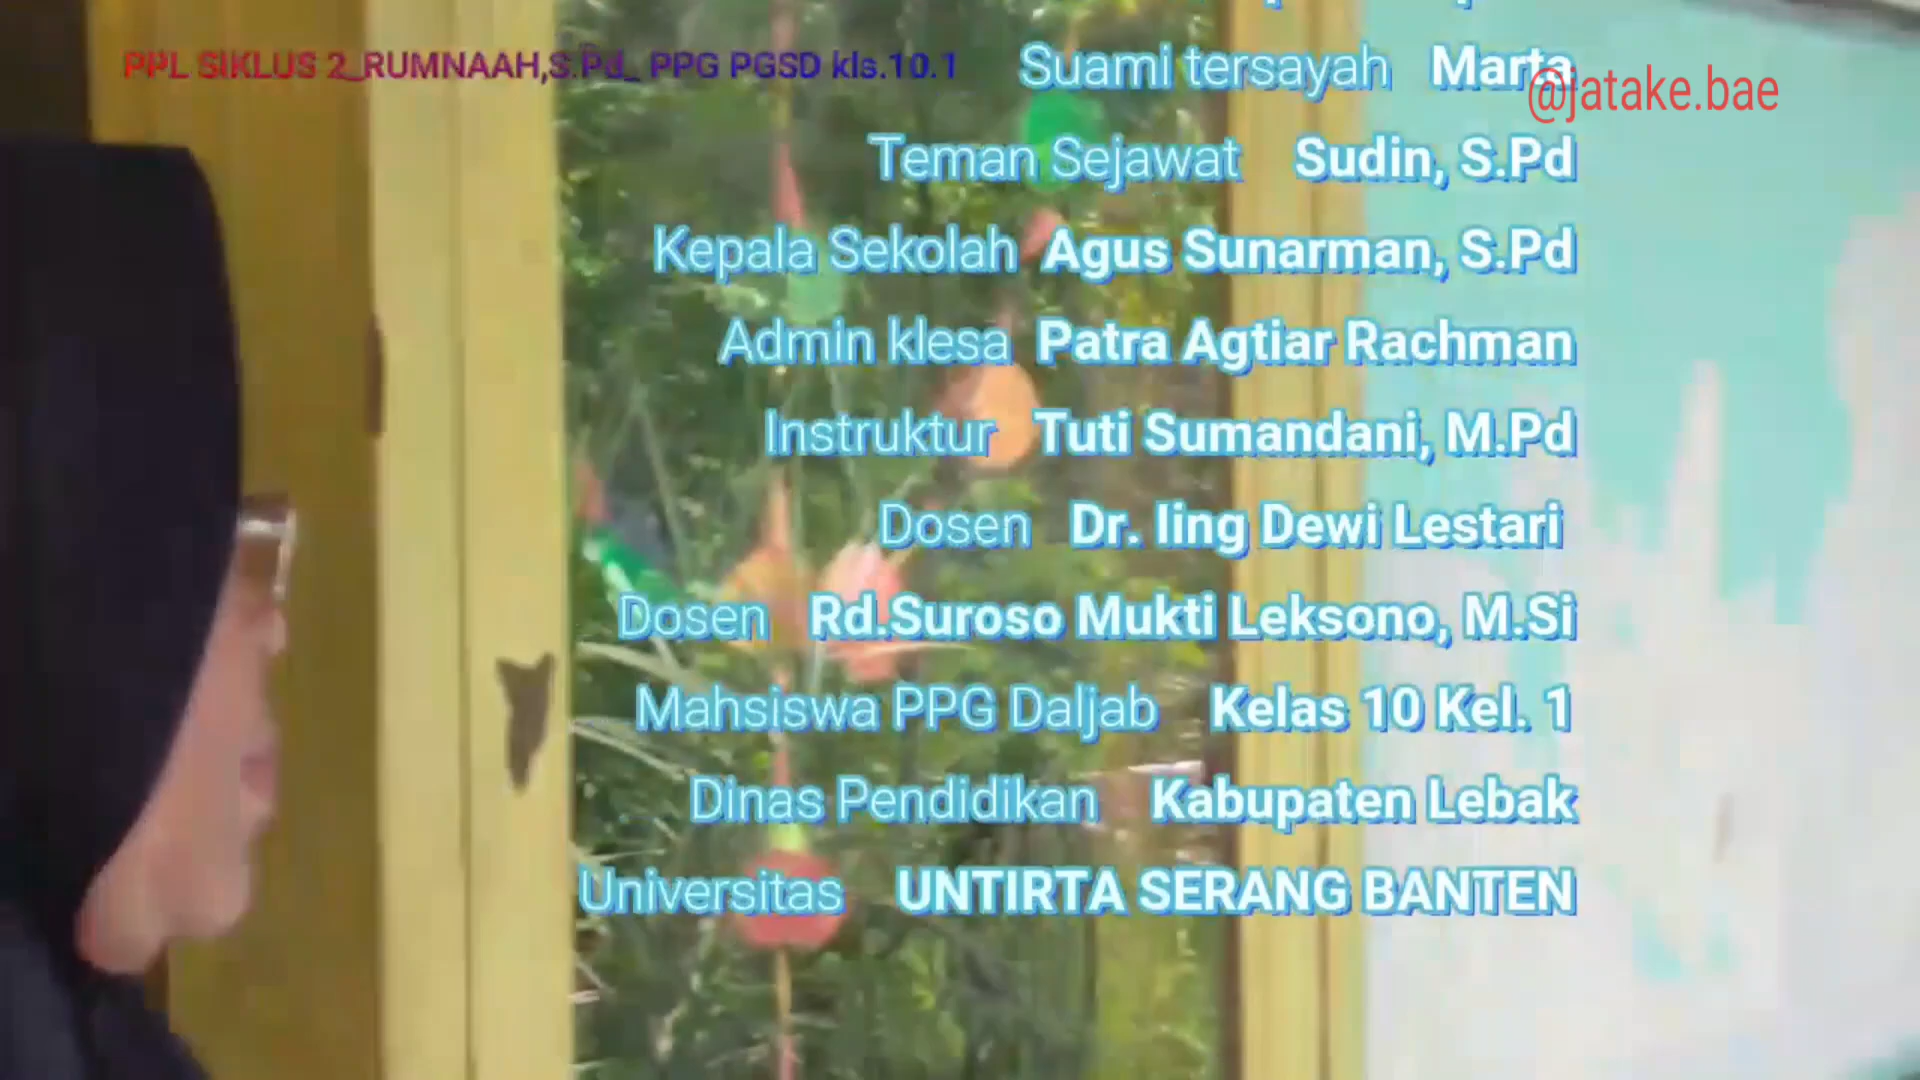 PPL SIKLUS 2_RUMNAAH,S.Pd_ PPG PGSD kls.10.1
Suami tersayah Marta
@jatake.bae
Teman Sejawat Sudin, S.Pd
Kepala Sekolah Agus Sunarman, S.Pd
Admin klesa Patra Agtiar Rachman
Instruktur Tuti Sumandani, M.Pd
Dosen Dr. Iing Dewi Lestari
Dosen Rd.Suroso Mukti Leksono, M.Si
Mahsiswa PPG Daljab Kelas 10 Kel. 1
Dinas Pendidikan Kabupaten Lebak
Universitas UNTIRTA SERANG BANTEN